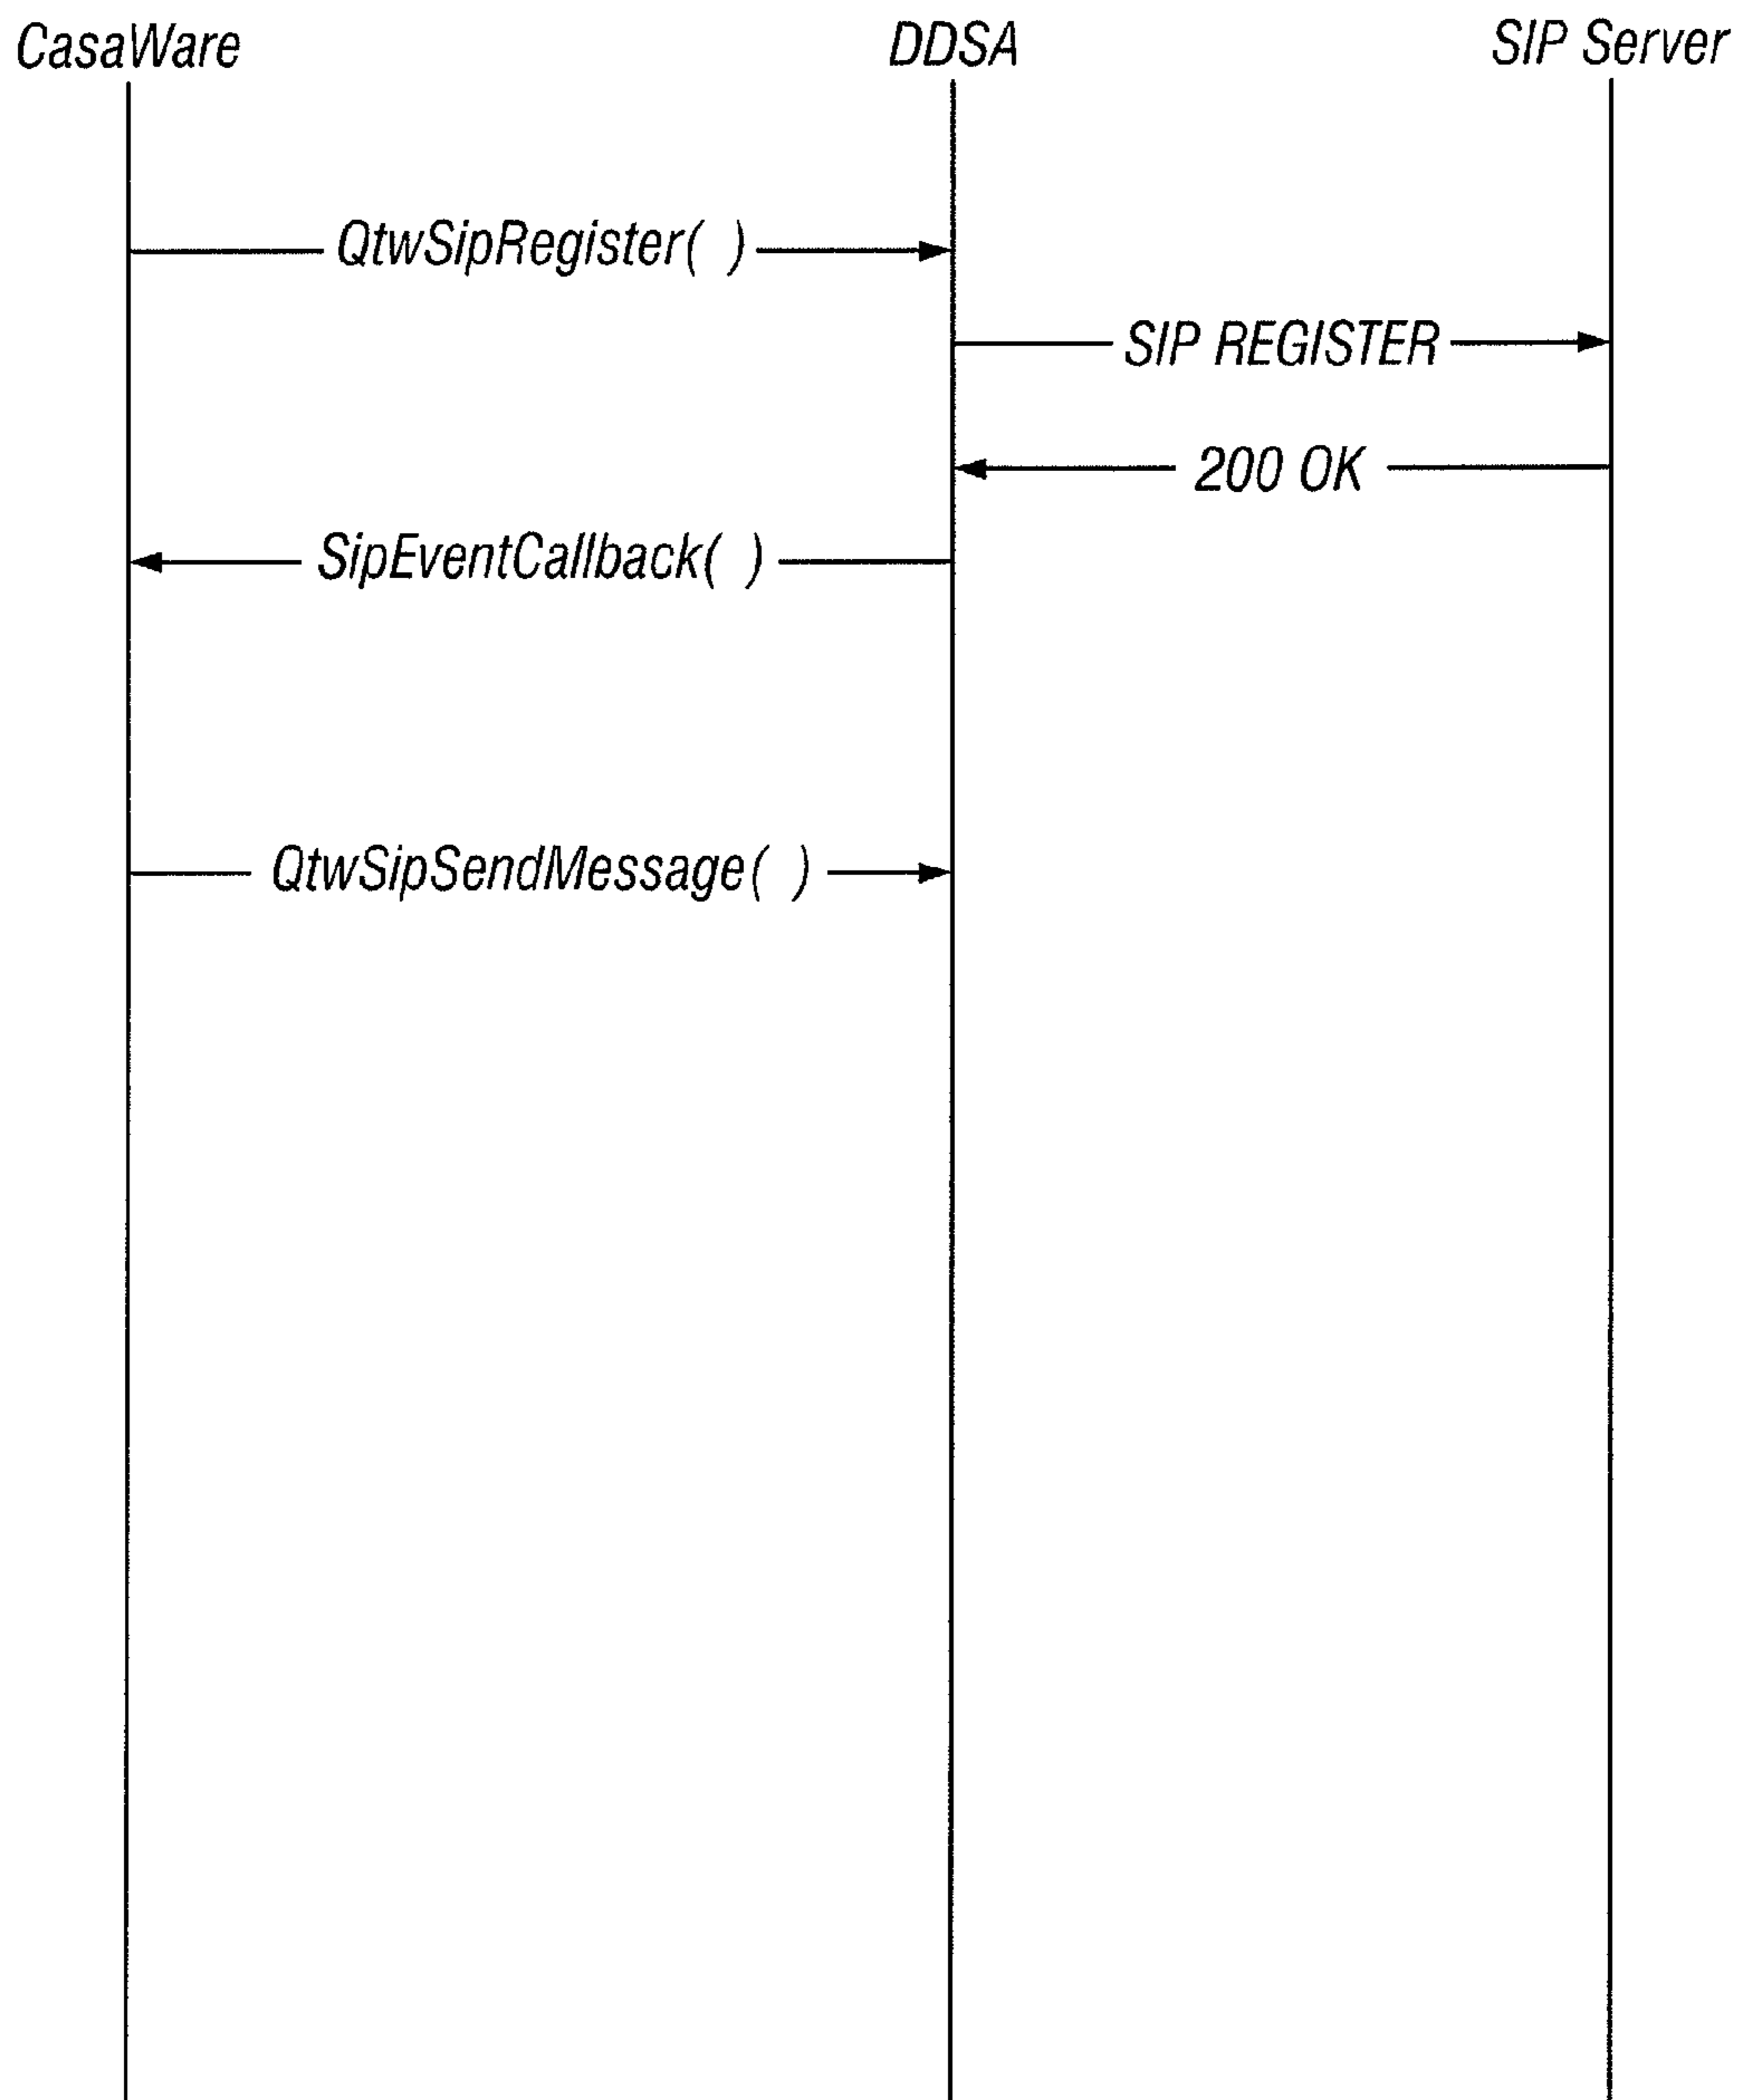 CasaWare DDSA SIP Server
QtwSipRegister( )
SIP REGISTER
200 OK
SipEventCallback( )
QtwSipSendMessage( )